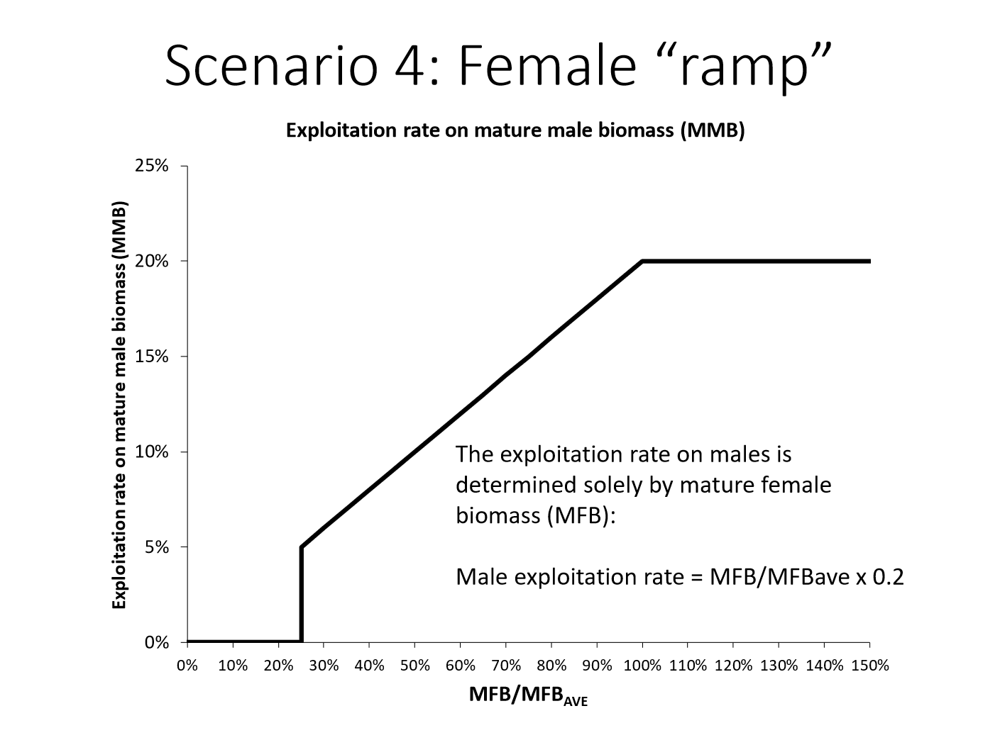 Scenario 4: Female “ramp”
Exploitation rate on mature male biomass (MMB)
Exploitation rate on mature male biomass (MMB)
25%
20%
15%
10%
5%
0%
The exploitation rate on males is
determined solely by mature female
biomass (MFB):
Male exploitation rate = MFB/MFBave x 0.2
0% 10% 20% 30% 40% 50% 60% 70% 80% 90% 100% 110% 120% 130% 140% 150%
MFB/MFBAVE